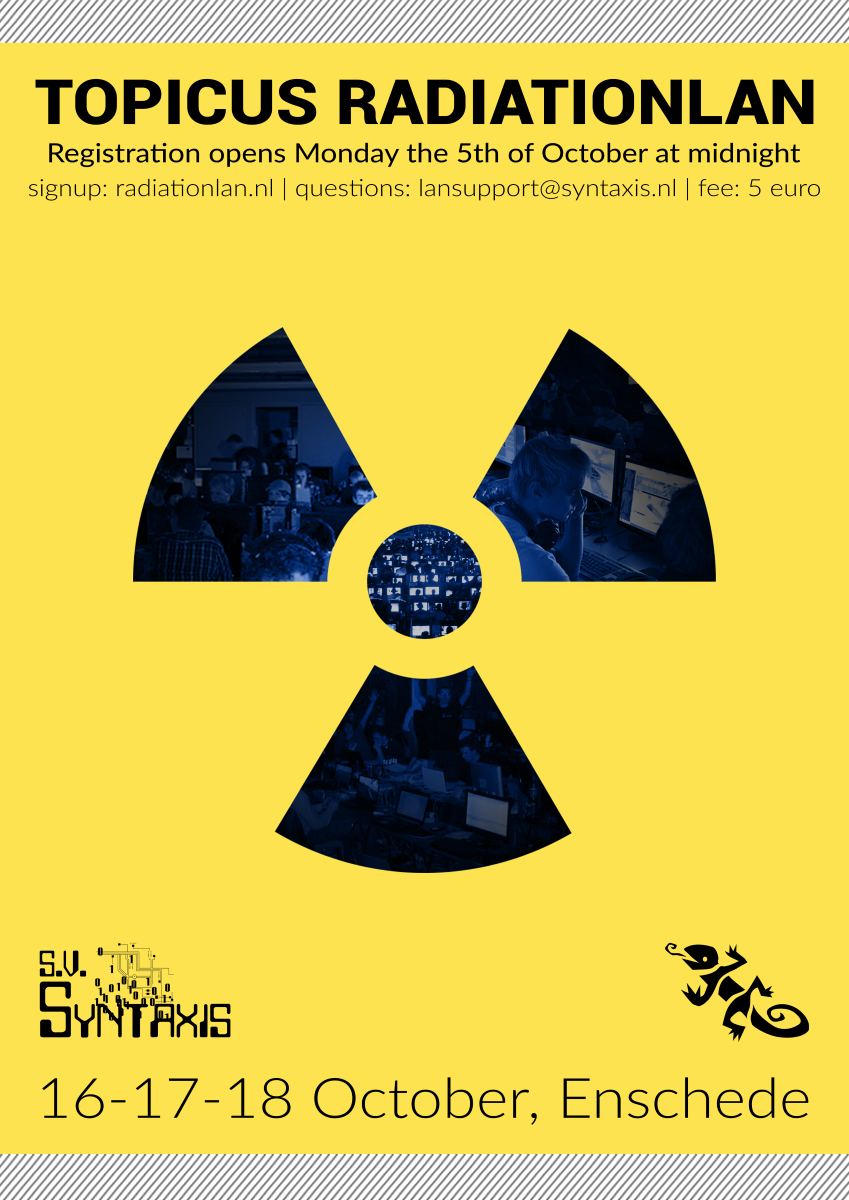 TOPICUS RADIATIONLAN
Registration opens Monday the 5th of October at midnight
signup: radiationlan.nl | questions: lansupport@syntaxis.nl | fee: 5 euro
S.V.
SYNTAXIS
16-17-18 October, Enschede